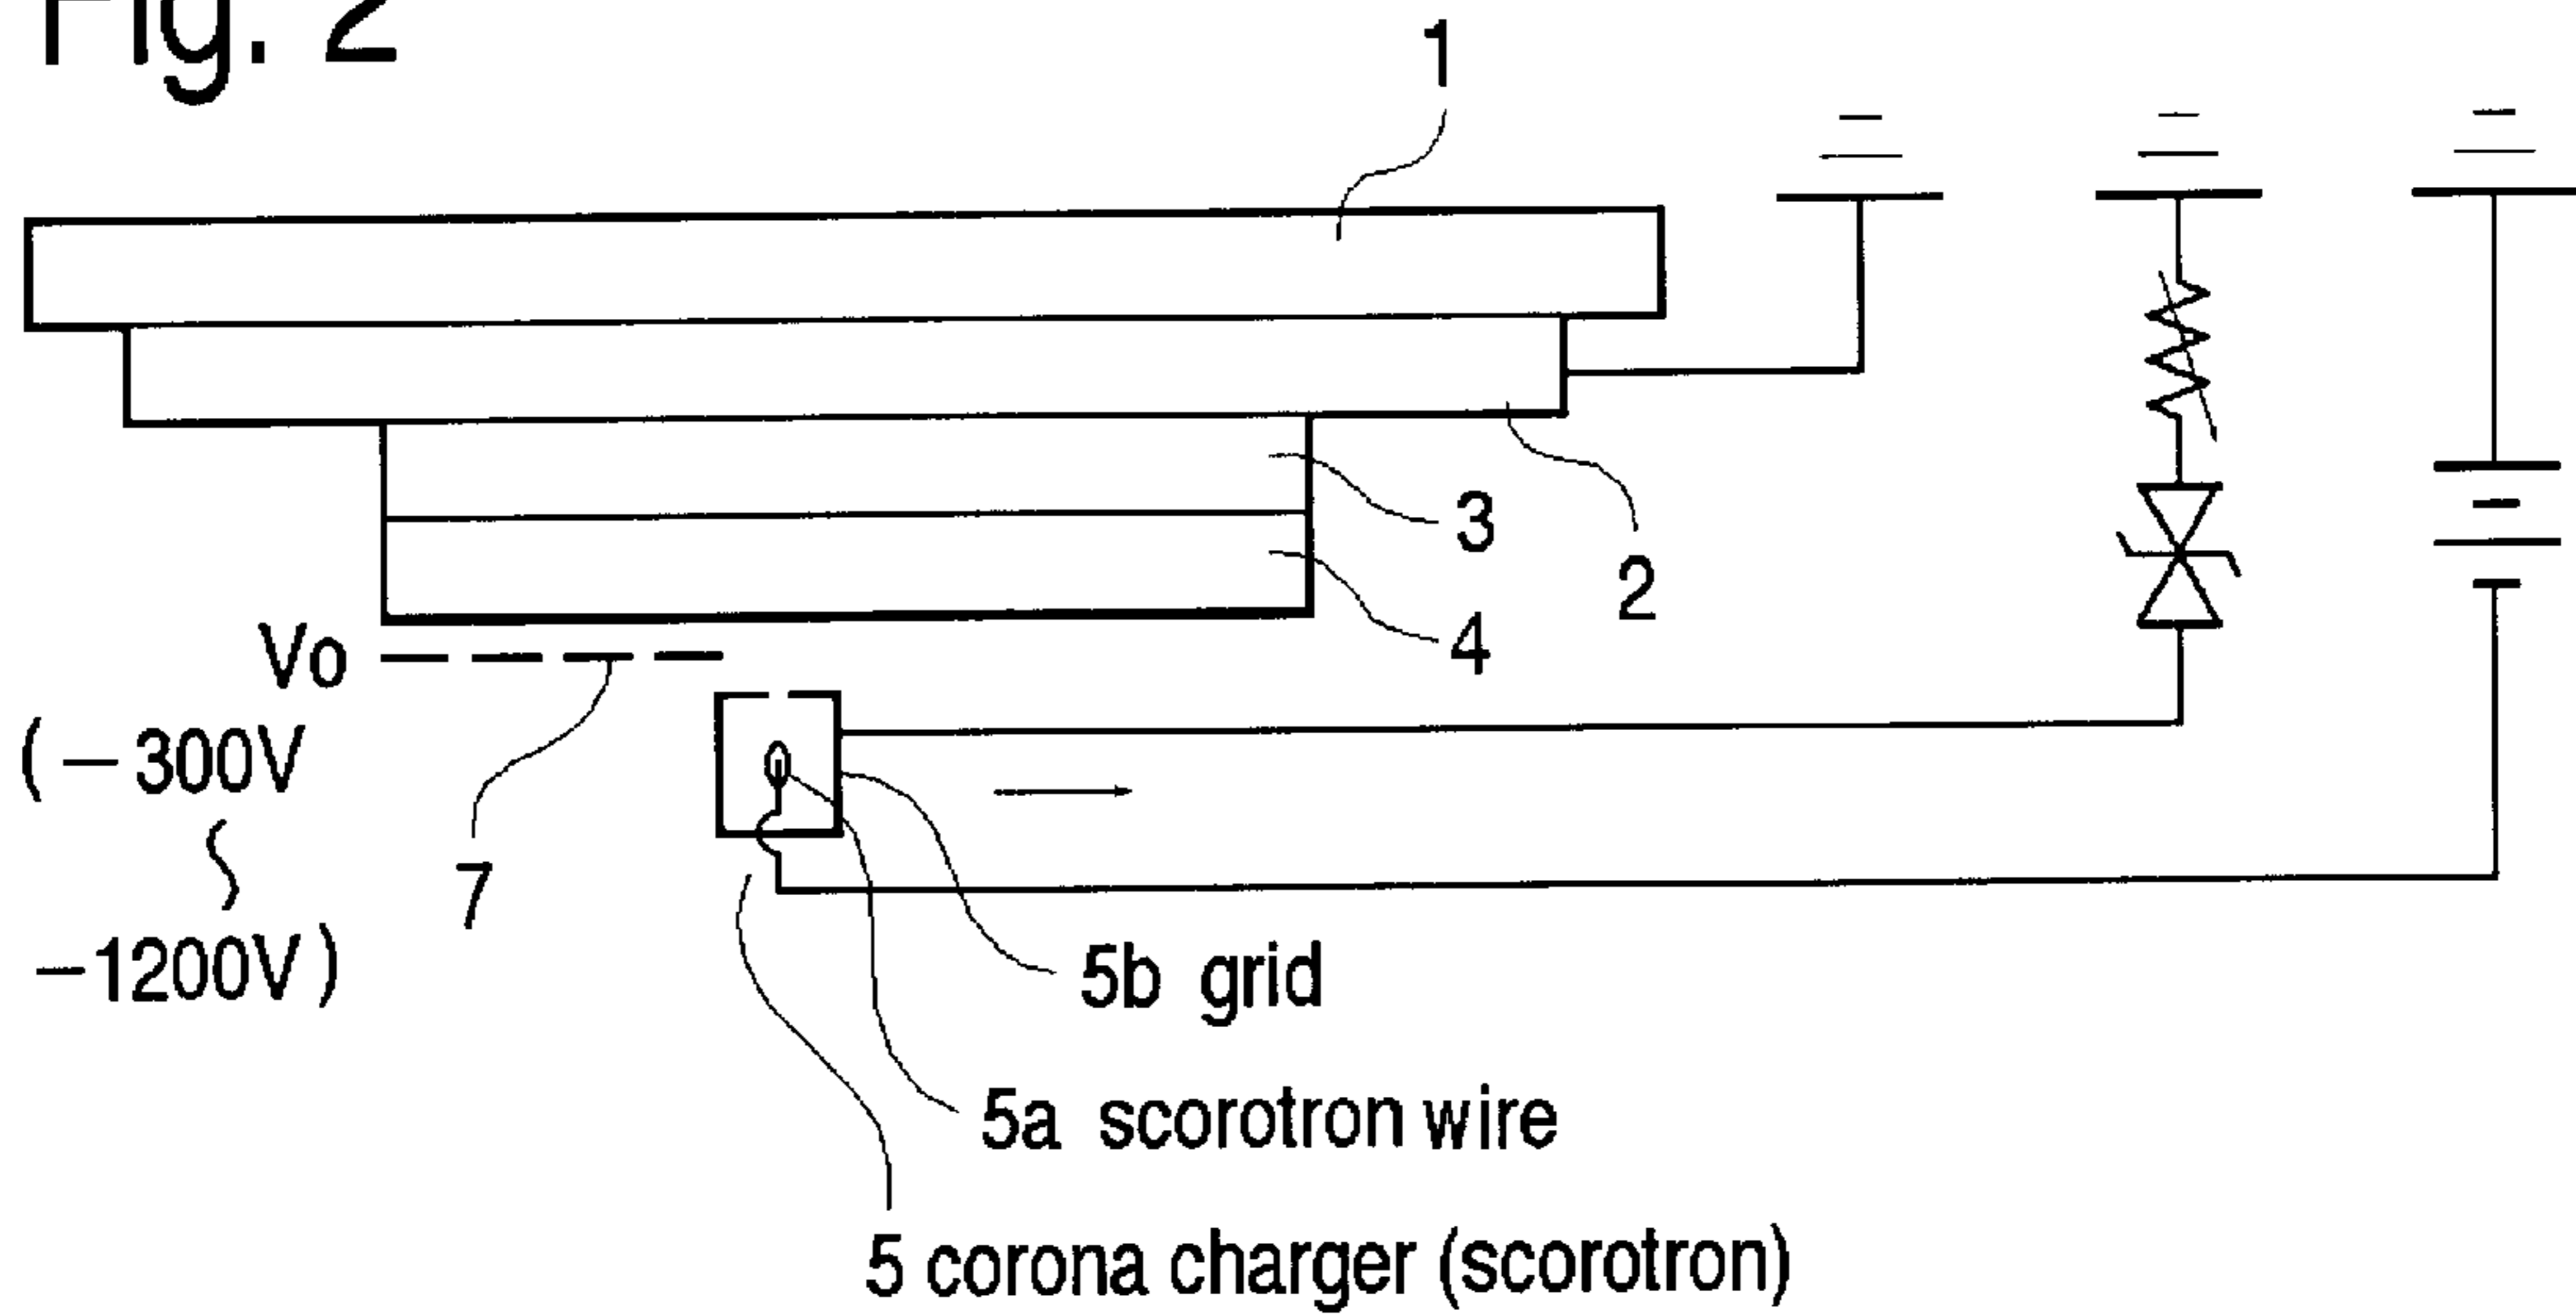 Fig. 2
1
3
2
4
Vo
(−300V
〜
−1200V)
7
5b grid
5a scorotron wire
5 corona charger (scorotron)